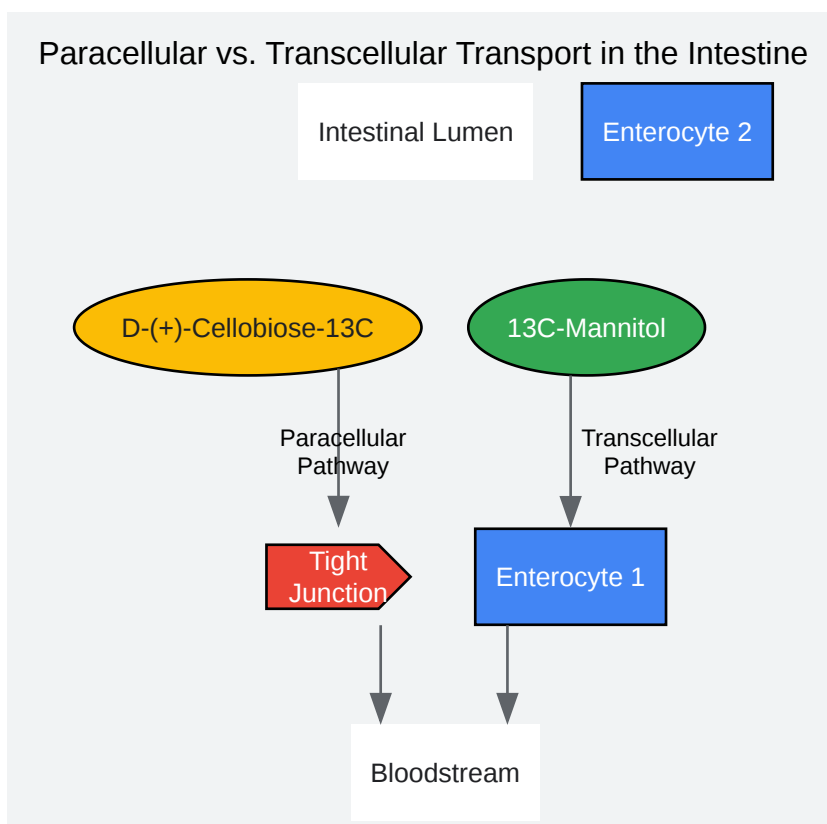 Paracellular vs. Transcellular Transport in the Intestine
Intestinal Lumen
Enterocyte 2
D-(+)-Cellobiose-13C
13C-Mannitol
Paracellular
Pathway
Transcellular
Pathway
Tight
Junction
Enterocyte 1
Bloodstream